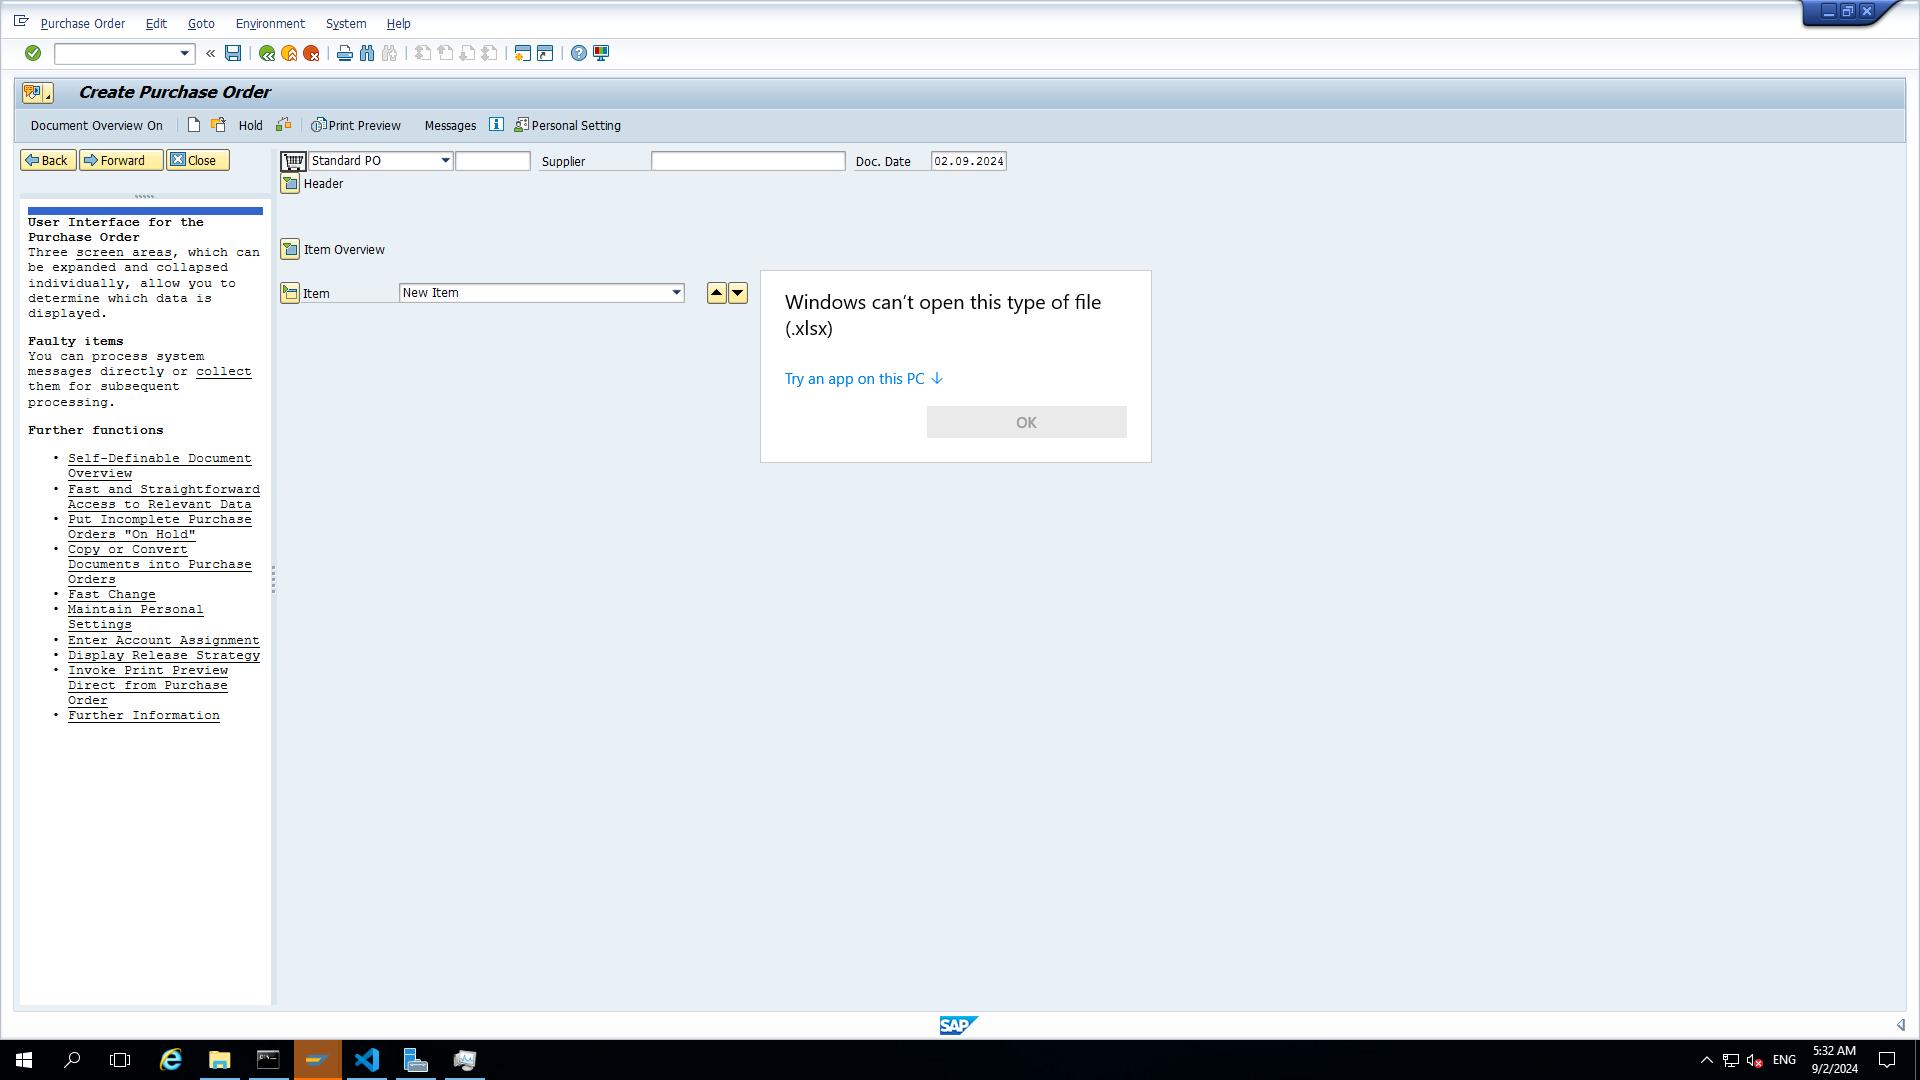 Purchase Order Edit Goto Environment System Help
Create Purchase Order
Document Overview On Hold Print Preview Messages Personal Setting
Back Forward Close
Standard PO Supplier Doc. Date 02.09.2024
Header
User Interface for the
Purchase Order
Three screen areas, which can
be expanded and collapsed
individually, allow you to
determine which data is
displayed.
Item Overview
Item New Item
Windows can't open this type of file
(.xlsx)
Try an app on this PC
OK
Faulty items
You can process system
messages directly or collect
them for subsequent
processing.
Further functions
• Self-Definable Document
Overview
• Fast and Straightforward
Access to Relevant Data
• Put Incomplete Purchase
Orders "On Hold"
• Copy or Convert
Documents into Purchase
Orders
• Fast Change
• Maintain Personal
Settings
• Enter Account Assignment
• Display Release Strategy
• Invoke Print Preview
Direct from Purchase
Order
• Further Information
SAP
ENG
5:32 AM
9/2/2024